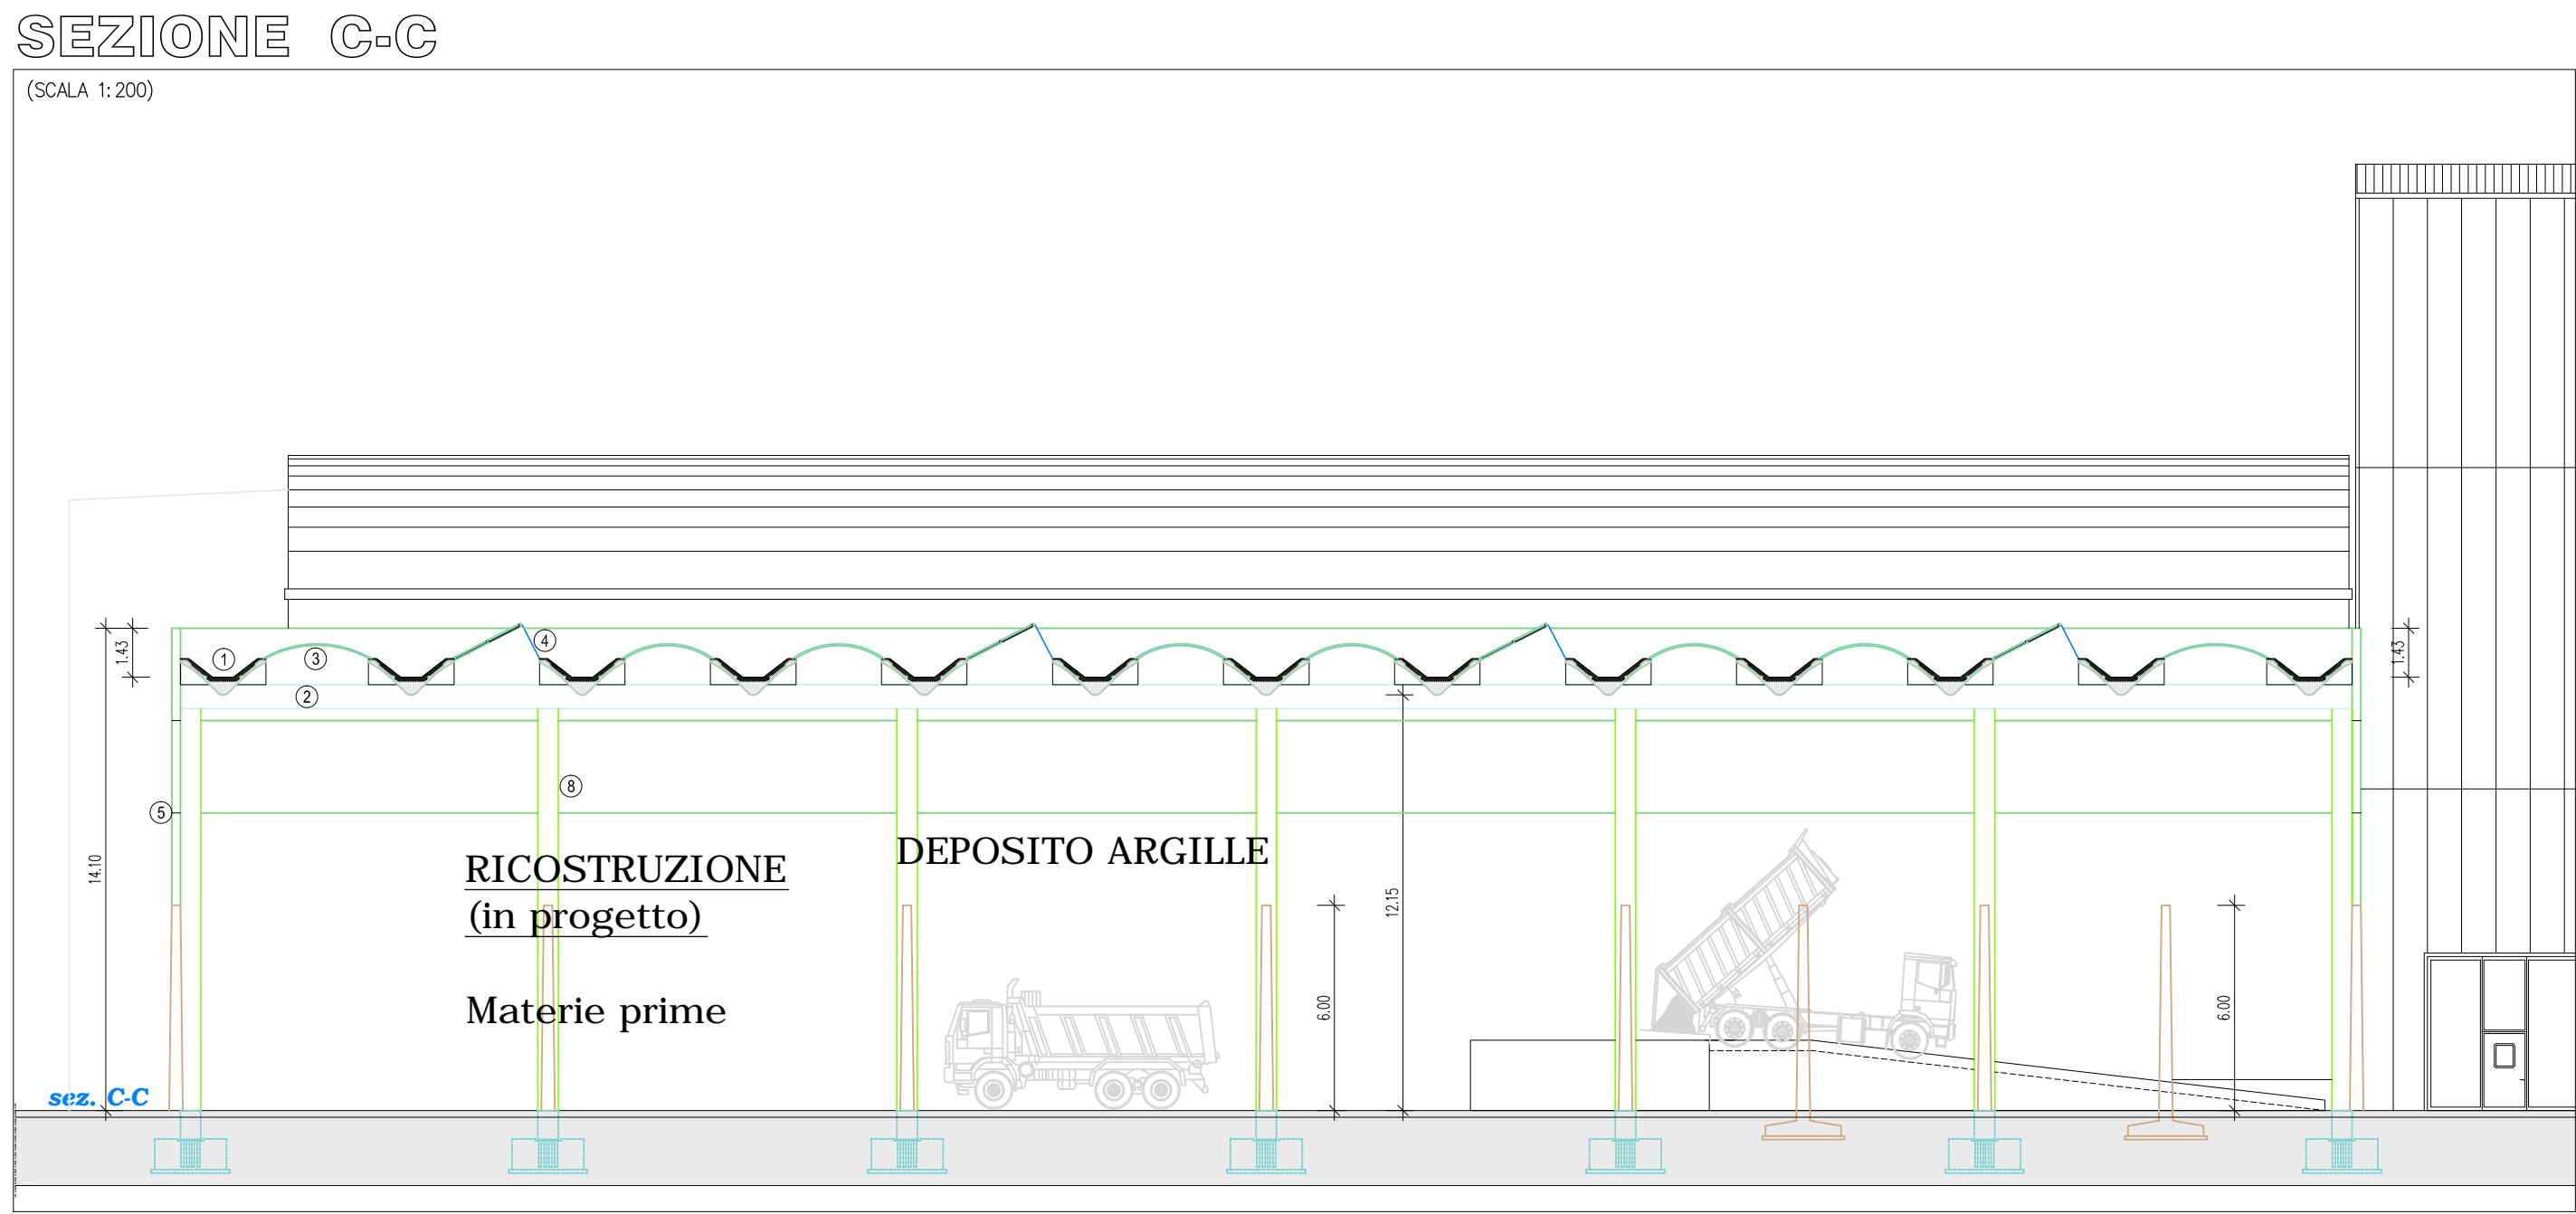 SEZIONE C-C
(SCALA 1:200)
1.43
1
3
4
1.43
2
8
5
14.10
DEPOSITO ARGILLE
RICOSTRUZIONE
(in progetto)
12.15
6.00
6.00
Materie prime
sez. C-C